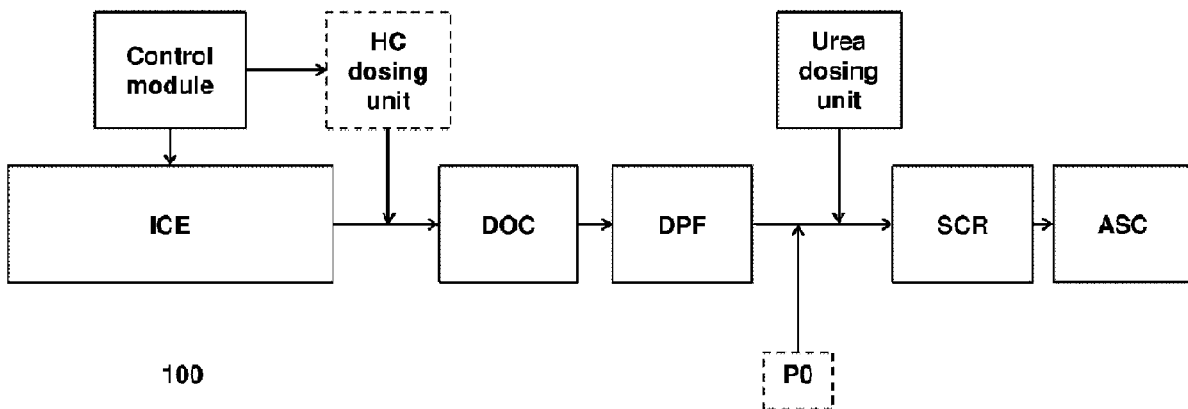 Control
module
HC
dosing
unit
Urea
dosing
unit
ICE
DOC
DPF
SCR
ASC
100
P0